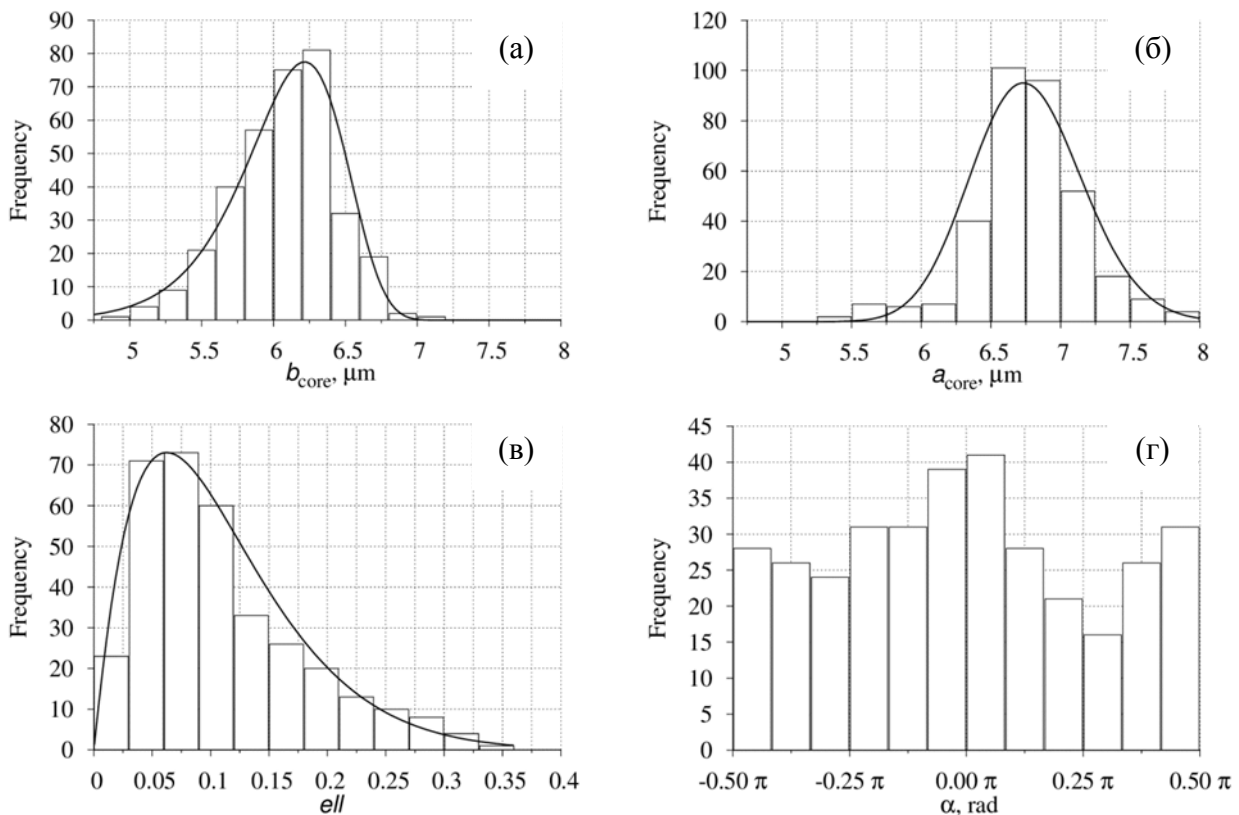 (а)
Frequency
90
80
70
60
50
40
30
20
10
0
5 5.5 6 6.5 7 7.5 8
b core, μm
(б)
Frequency
120
100
80
60
40
20
0
5 5.5 6 6.5 7 7.5 8
a core, μm
(в)
Frequency
80
70
60
50
40
30
20
10
0
0 0.05 0.1 0.15 0.2 0.25 0.3 0.35 0.4
ell
(г)
Frequency
45
40
35
30
25
20
15
10
5
0
-0.50 π -0.25 π 0.00 π 0.25 π 0.50 π
α, rad